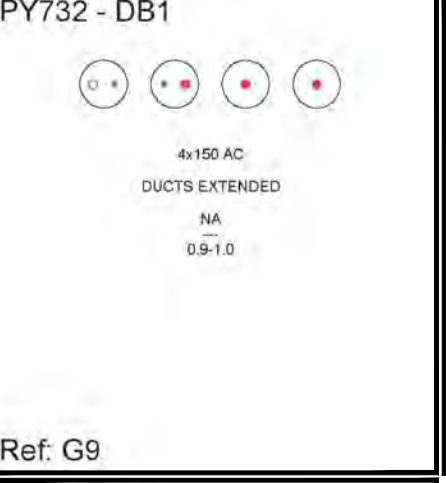 PY732 - DB1
4x150 AC
DUCTS EXTENDED
NA
0.9-1.0
Ref: G9